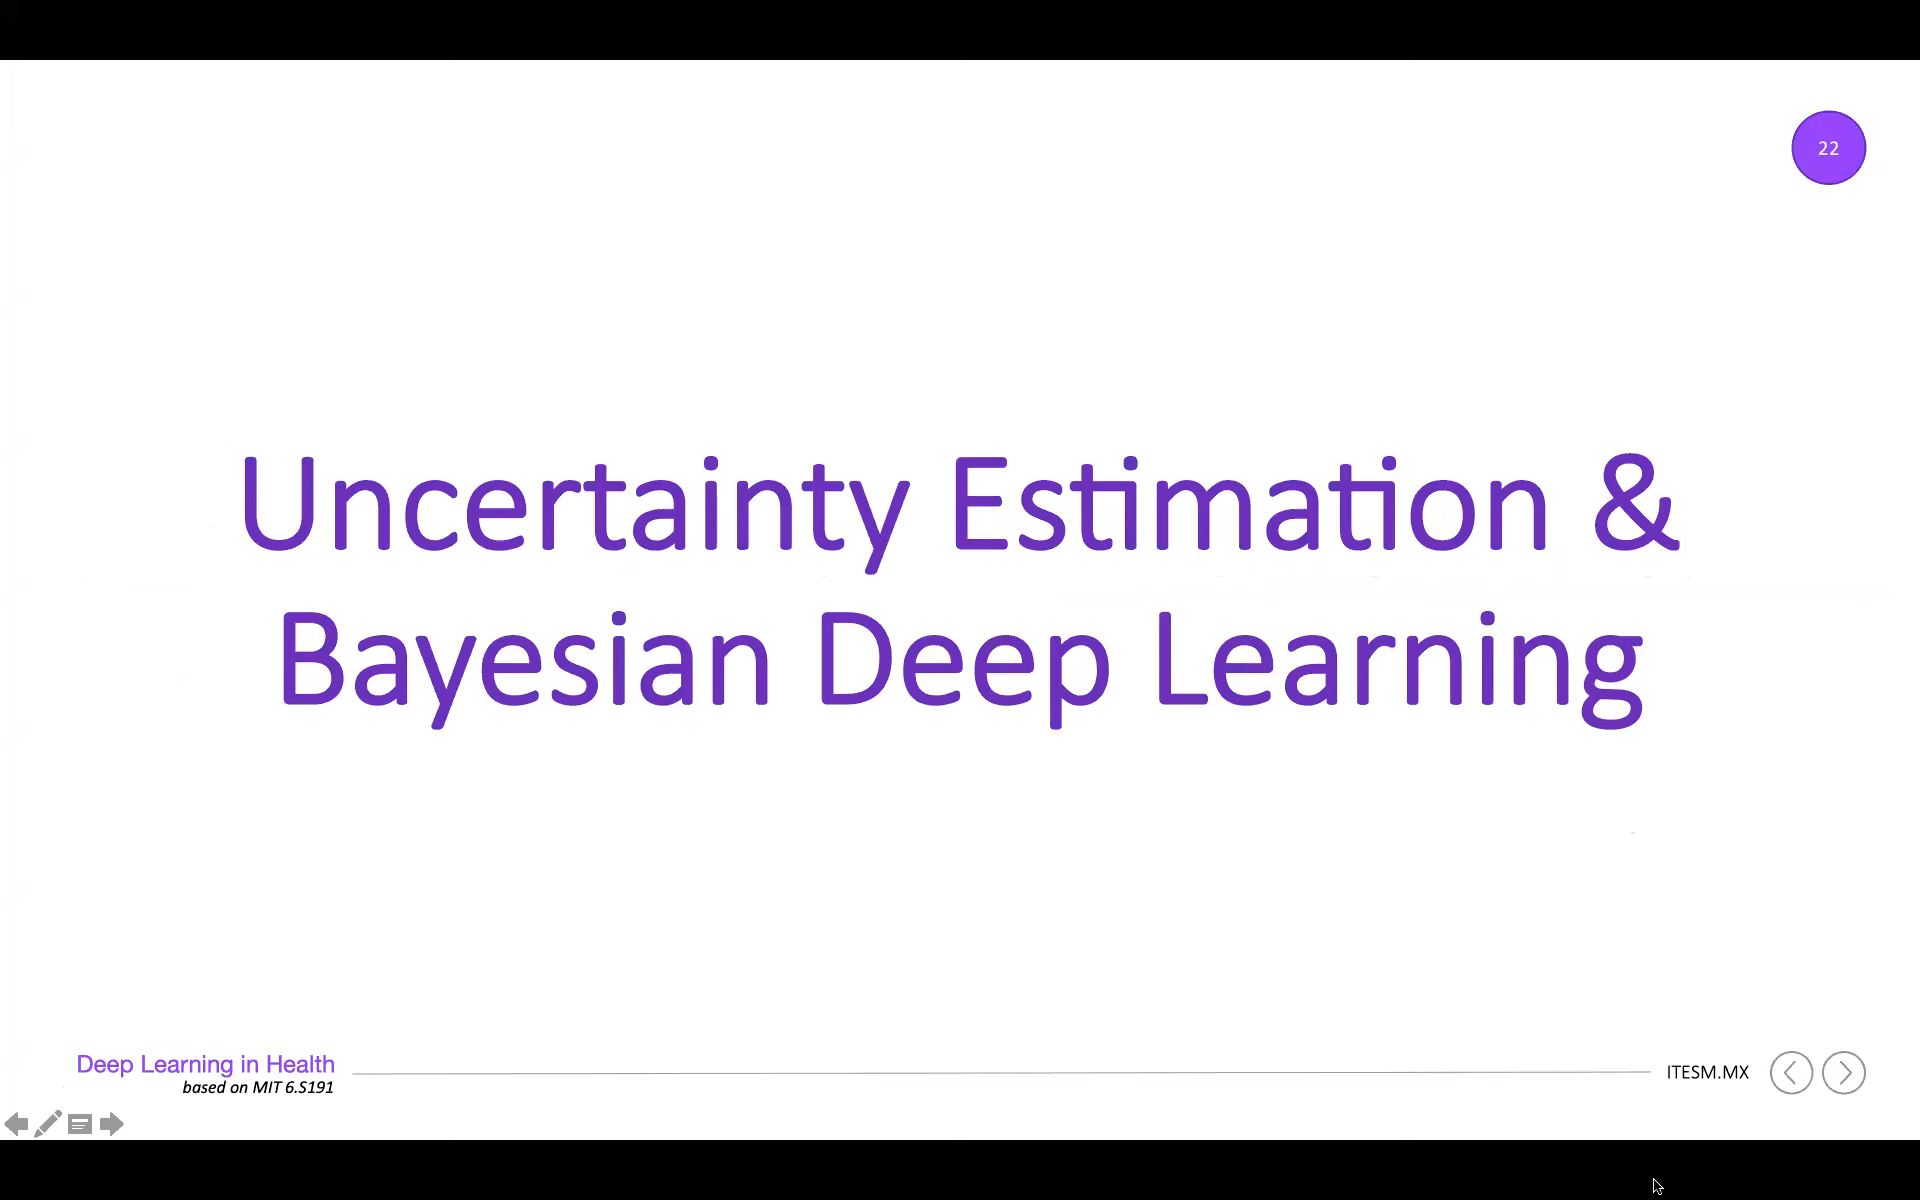 22
Uncertainty Estimation &
Bayesian Deep Learning
Deep Learning in Health
based on MIT 6.S191
ITESM.MX